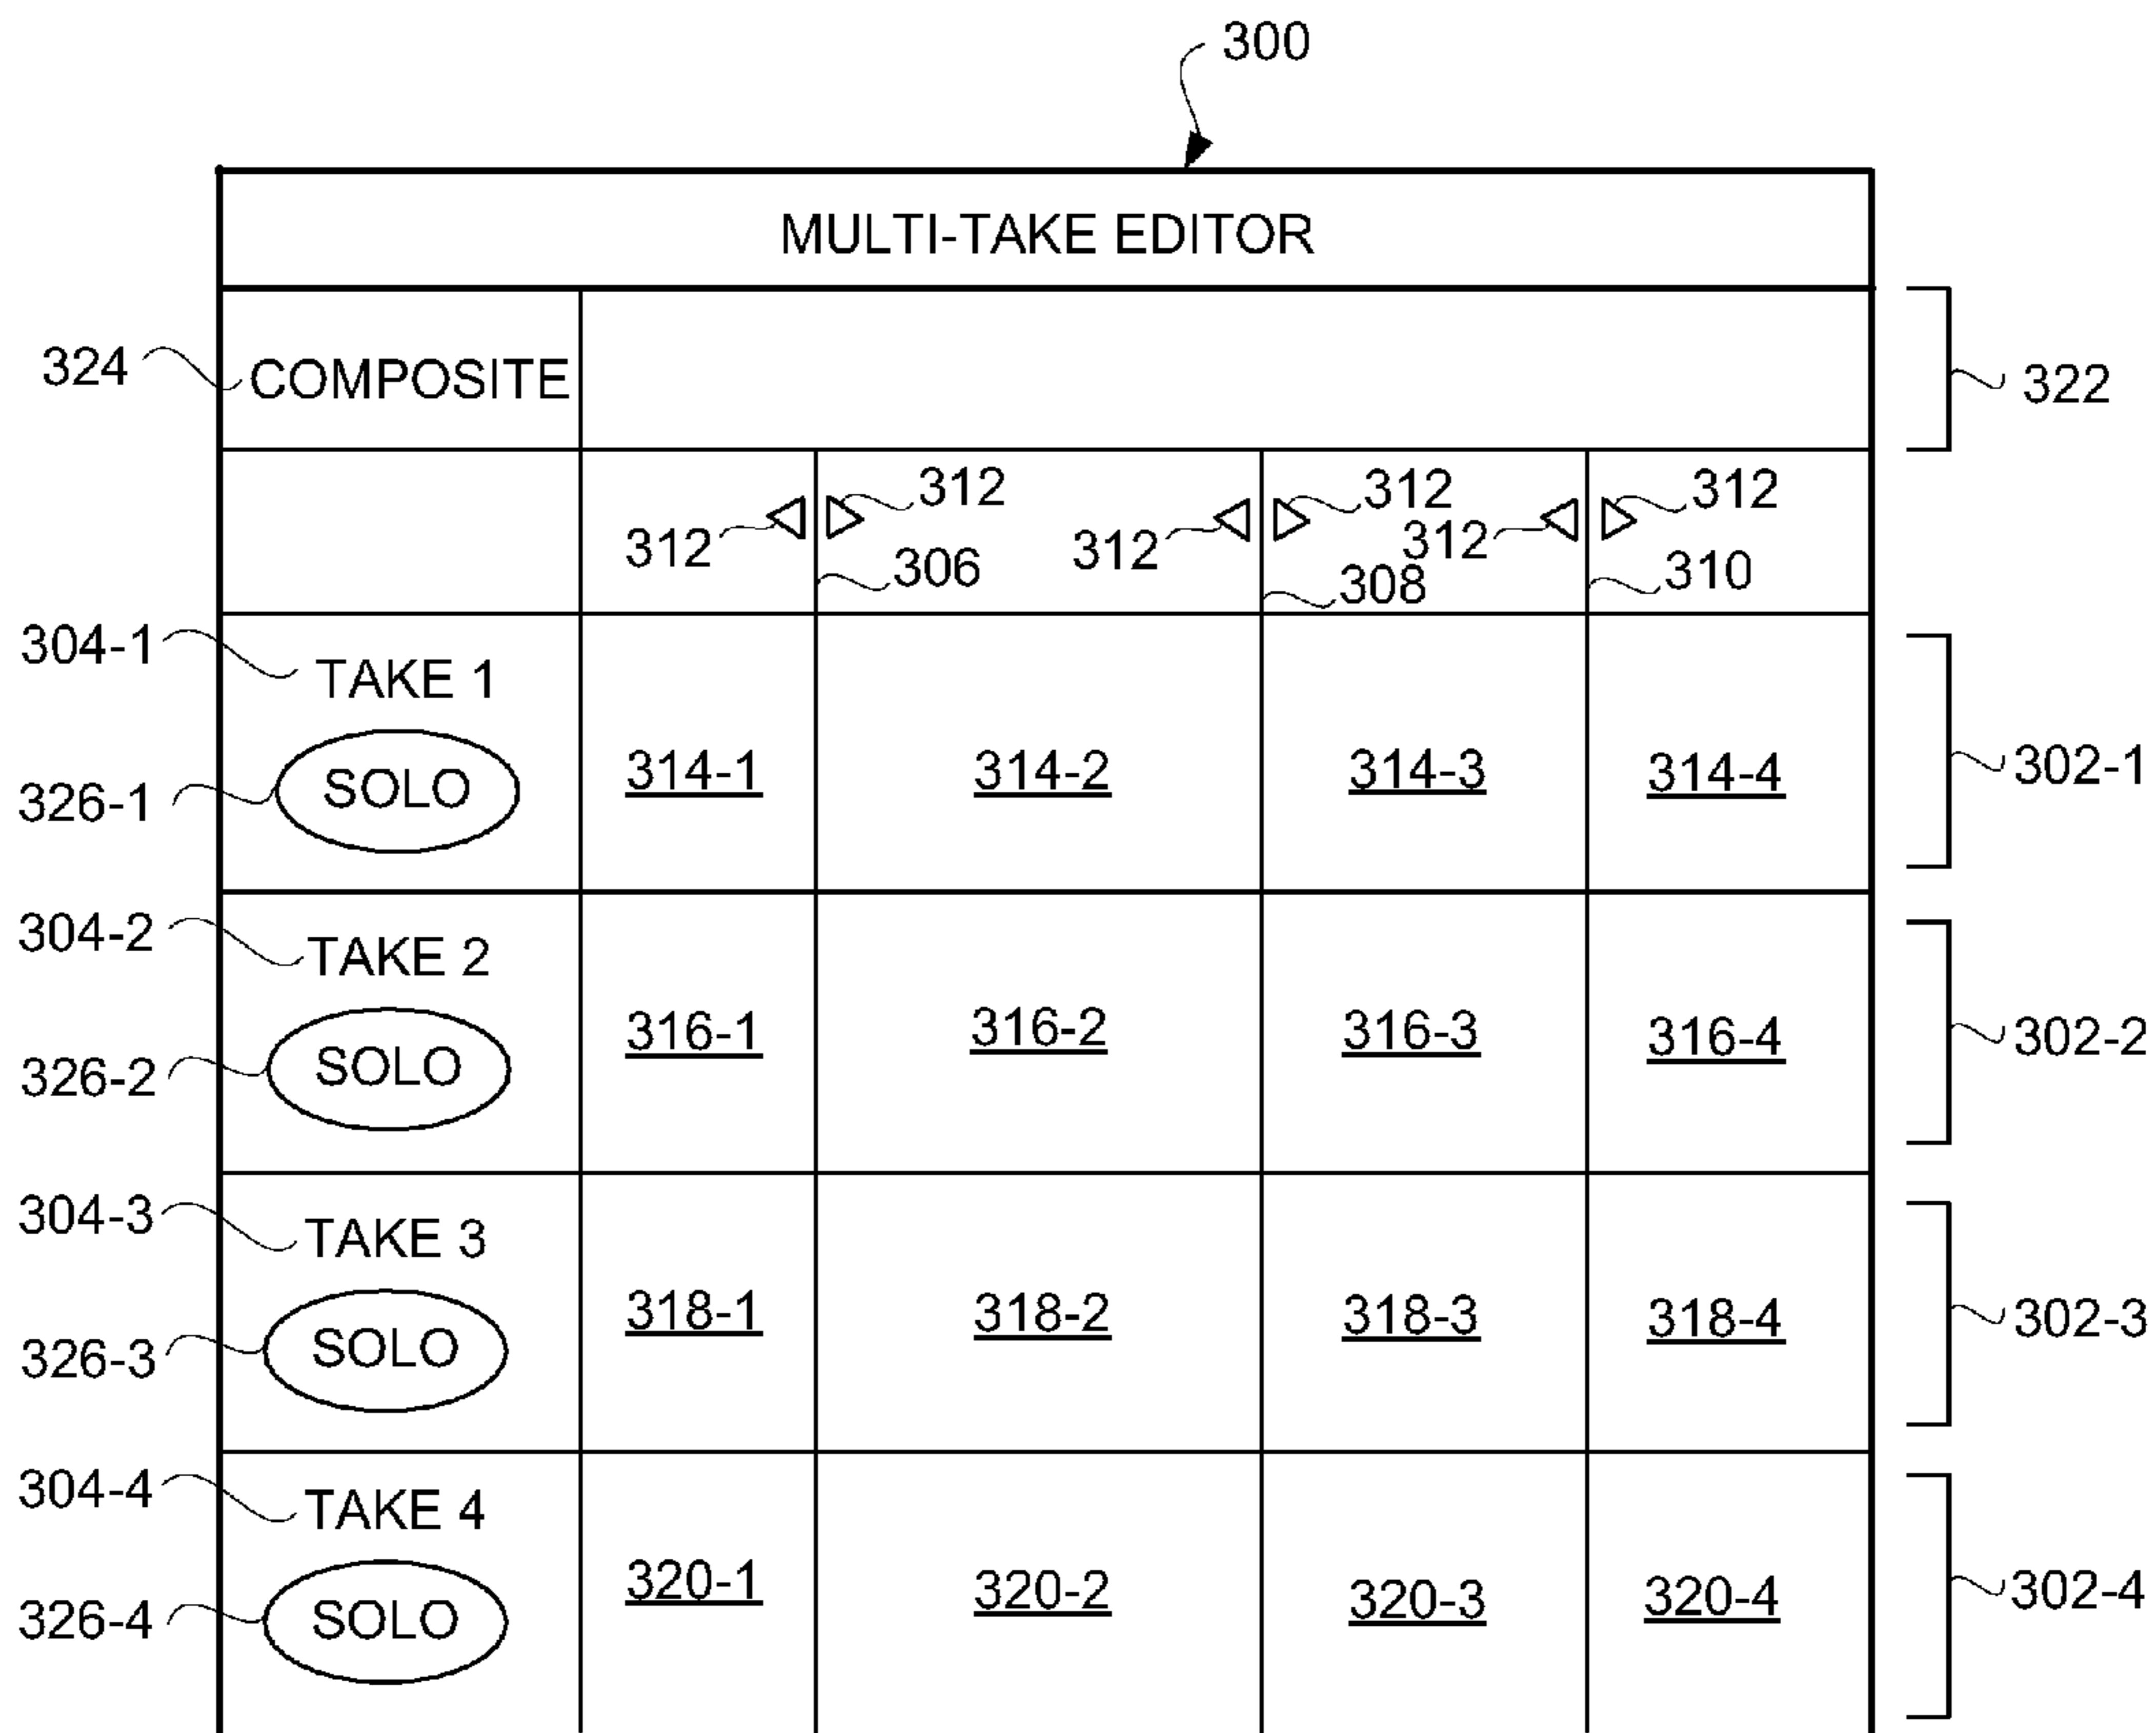 300
MULTI-TAKE EDITOR
324 COMPOSITE 322
312 312 312 312 312 312
306 308 310
304-1 TAKE 1
326-1 SOLO 314-1 314-2 314-3 314-4 302-1
304-2 TAKE 2
326-2 SOLO 316-1 316-2 316-3 316-4 302-2
304-3 TAKE 3
326-3 SOLO 318-1 318-2 318-3 318-4 302-3
304-4 TAKE 4
326-4 SOLO 320-1 320-2 320-3 320-4 302-4